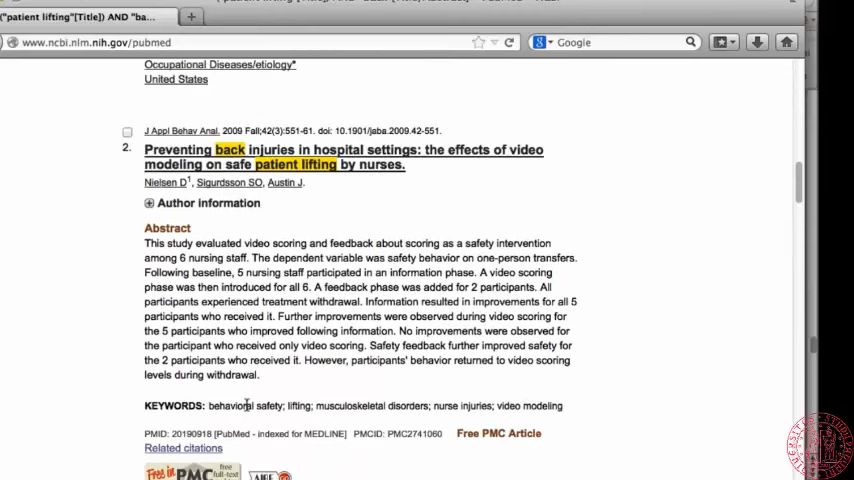 ("patient lifting"[Title]) AND "ba...
www.ncbi.nlm.nih.gov/pubmed
Google
Occupational Diseases/etiology*
United States
J Appl Behav Anal. 2009 Fall;42(3):551-61. doi: 10.1901/jaba.2009.42-551.
2. Preventing back injuries in hospital settings: the effects of video
modeling on safe patient lifting by nurses.
Nielsen D1, Sigurdsson SO, Austin J.
Author information
Abstract
This study evaluated video scoring and feedback about scoring as a safety intervention
among 6 nursing staff. The dependent variable was safety behavior on one-person transfers.
Following baseline, 5 nursing staff participated in an information phase. A video scoring
phase was then introduced for all 6. A feedback phase was added for 2 participants. All
participants experienced treatment withdrawal. Information resulted in improvements for all 5
participants who received it. Further improvements were observed during video scoring for
the 5 participants who improved following information. No improvements were observed for
the participant who received only video scoring. Safety feedback further improved safety for
the 2 participants who received it. However, participants' behavior returned to video scoring
levels during withdrawal.
KEYWORDS: behavioral safety; lifting; musculoskeletal disorders; nurse injuries; video modeling
PMID: 20190918 [PubMed - indexed for MEDLINE] PMCID: PMC2741060 Free PMC Article
Related citations
Free in PMC free
full-text